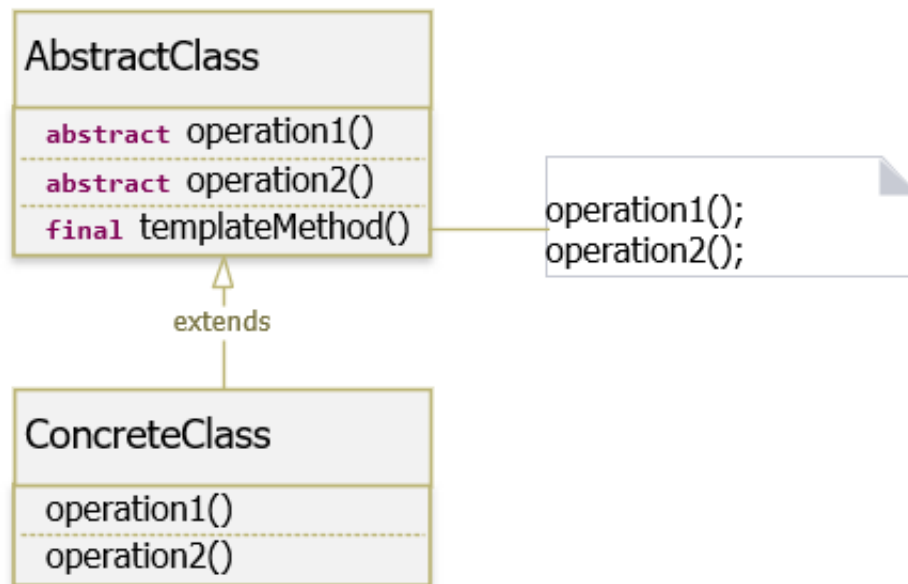 AbstractClass
abstract operation1()
abstract operation2()
final templateMethod()
operation1();
operation2();
extends
ConcreteClass
operation1()
operation2()